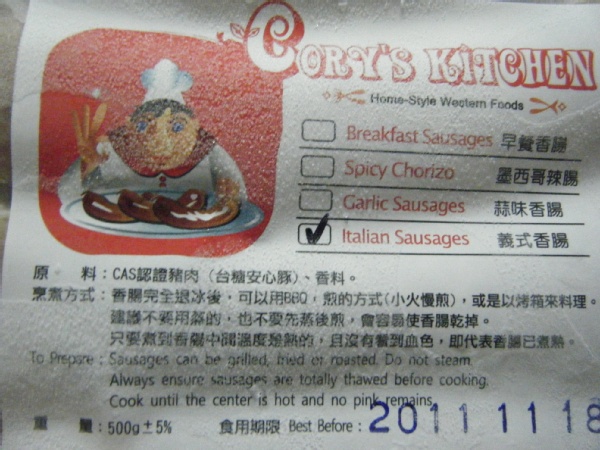 CORY'S KITCHEN
Home-Style Western Foods
Breakfast Sausages 早餐香腸
Spicy Chorizo 墨西哥辣腸
Garlic Sausages 蒜味香腸
Italian Sausages 義式香腸
原 料：CAS認證豬肉（台糖安心豚）、香料。
烹煮方式：香腸完全退冰後，可以用BBQ，煎的方式(小火慢煎)，或是以烤箱來料理。
建議不要用蒸的，也不要先蒸後煎，會容易使香腸乾掉。
只要煮到香腸中間溫度是熱的，且沒有看到血色，即代表香腸已煮熟。
To Prepare：Sausages can be grilled, fried or roasted. Do not steam.
Always ensure sausages are totally thawed before cooking.
Cook until the center is hot and no pink remains.
重 量：500g±5% 食用期限 Best Before：2011 11 18